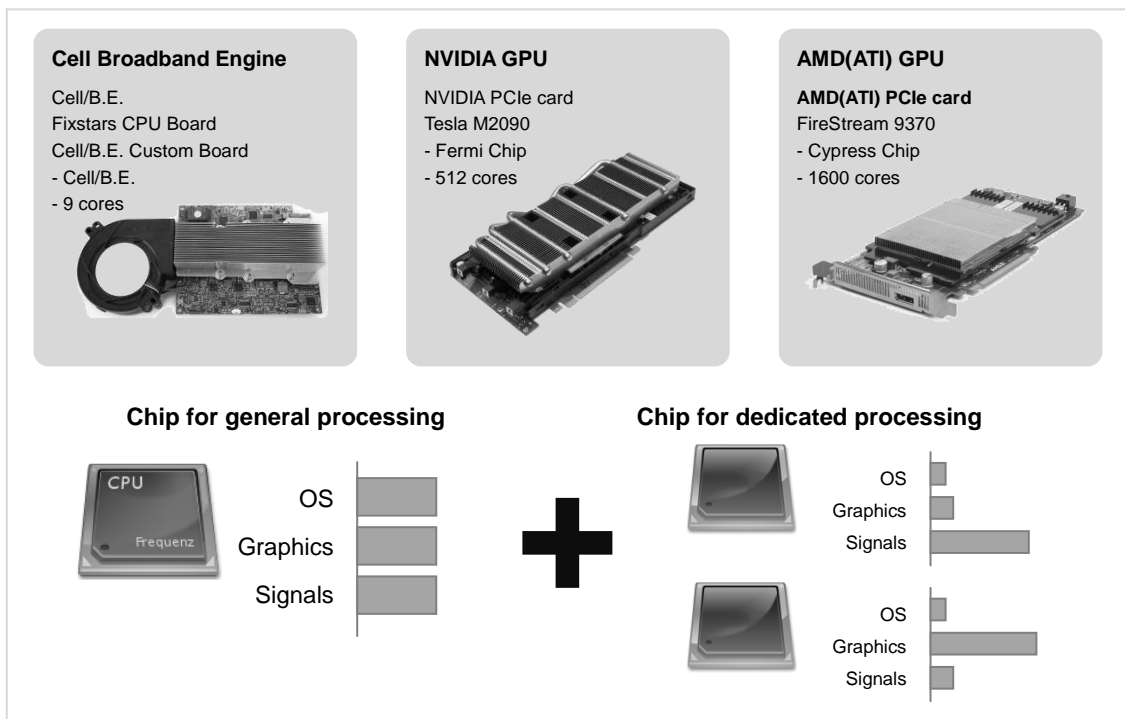 Cell Broadband Engine
Cell/B.E.
Fixstars CPU Board
Cell/B.E. Custom Board
- Cell/B.E.
- 9 cores
NVIDIA GPU
NVIDIA PCIe card
Tesla M2090
- Fermi Chip
- 512 cores
AMD(ATI) GPU
AMD(ATI) PCIe card
FireStream 9370
- Cypress Chip
- 1600 cores
Chip for general processing
CPU
Frequenz
OS
Graphics
Signals
Chip for dedicated processing
OS
Graphics
Signals
OS
Graphics
Signals